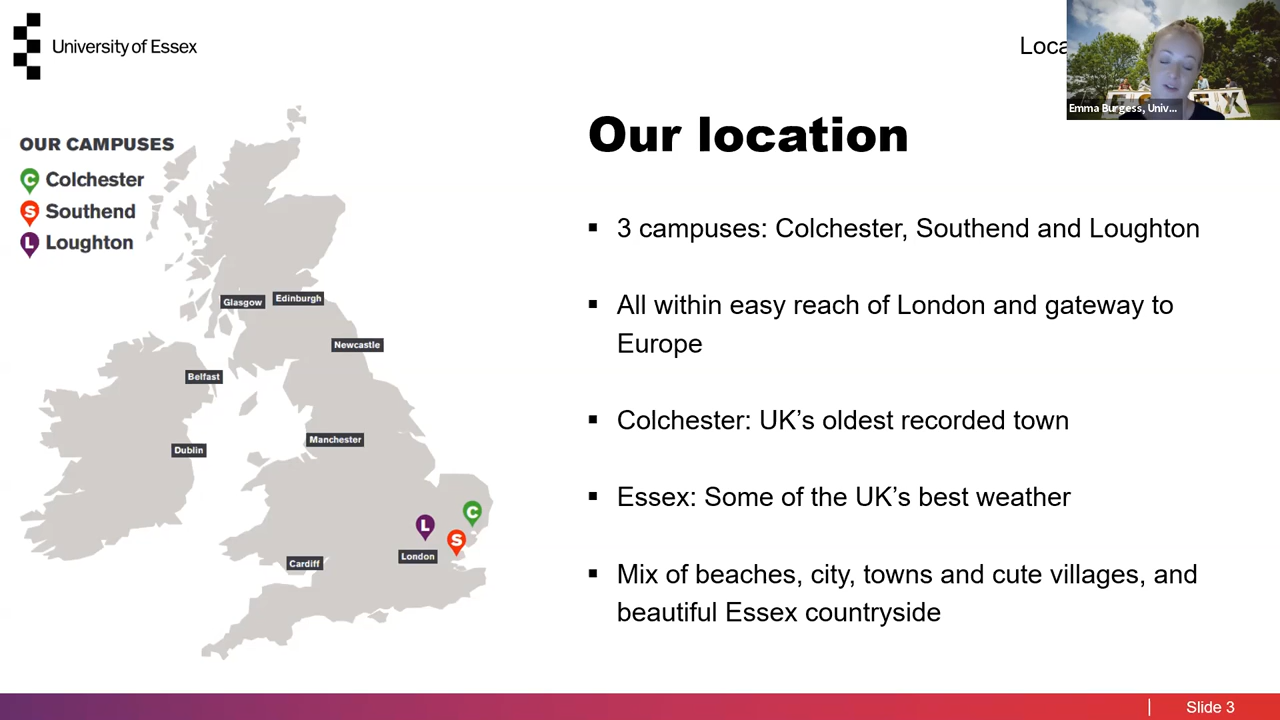 University of Essex
Loca
Emma Burgess, Univ...
OUR CAMPUSES
C Colchester
S Southend
L Loughton
Glasgow
Edinburgh
Newcastle
Belfast
Manchester
Dublin
C
L
S
London
Cardiff
Our location
▪ 3 campuses: Colchester, Southend and Loughton
▪ All within easy reach of London and gateway to
Europe
▪ Colchester: UK’s oldest recorded town
▪ Essex: Some of the UK’s best weather
▪ Mix of beaches, city, towns and cute villages, and
beautiful Essex countryside
| Slide 3